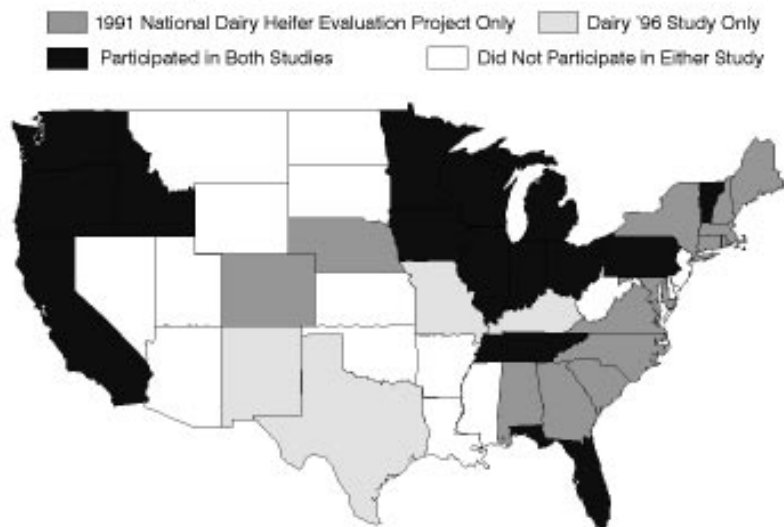 1991 National Dairy Heifer Evaluation Project Only
Dairy '96 Study Only
Participated in Both Studies
Did Not Participate in Either Study